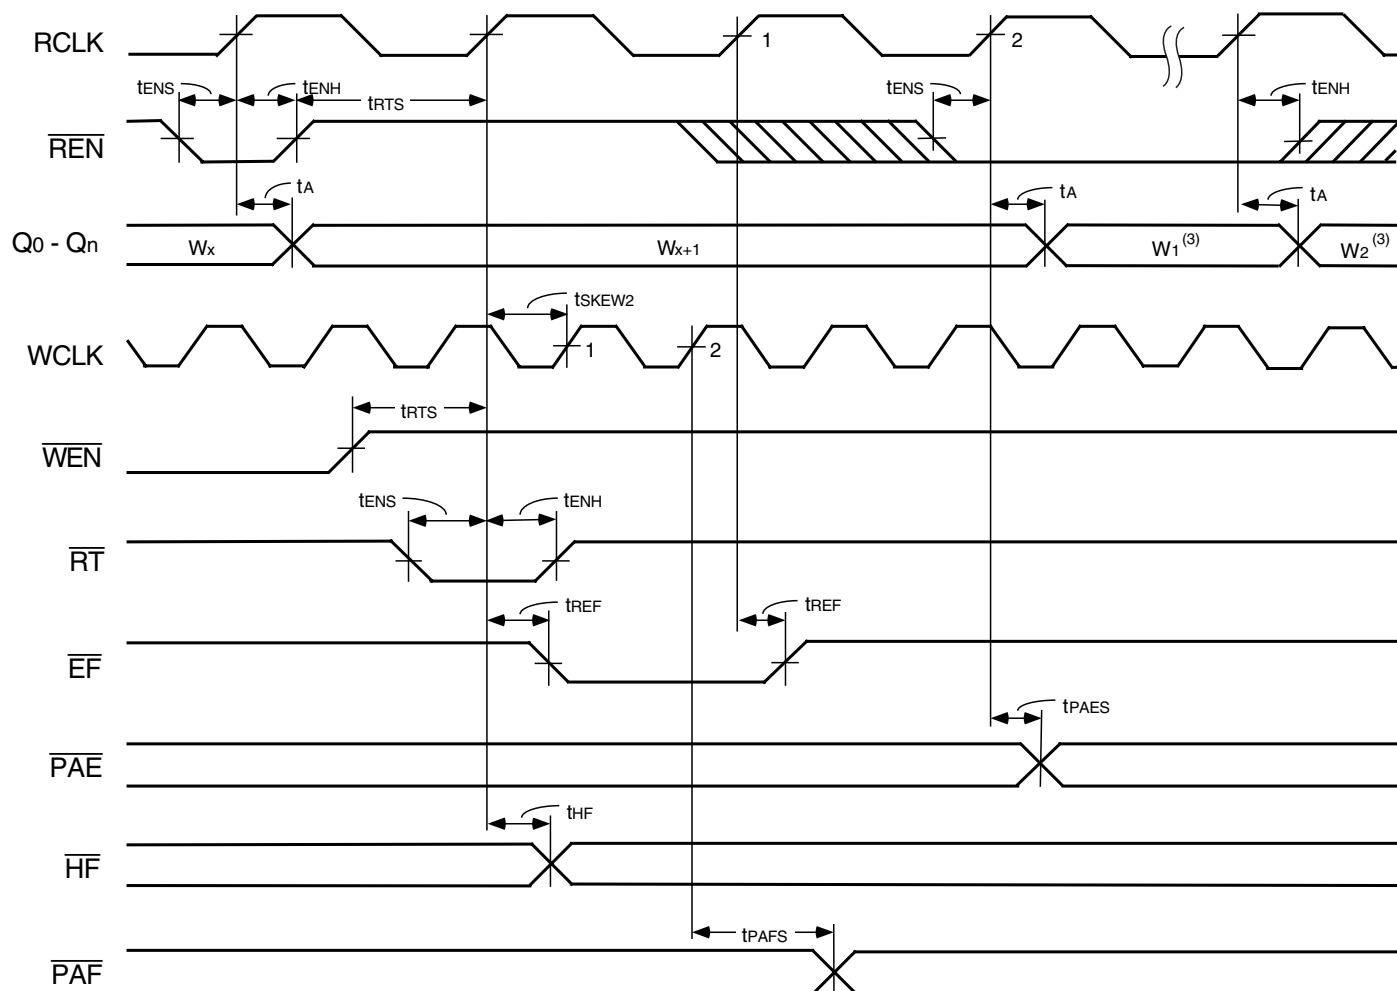 RCLK 1 2
tENS tENH tRTS tENS tENH
REN
tA tA tA
Q0 - Qn Wx Wx+1 W1(3) W2(3)
tSKEW2
WCLK 1 2
tRTS
WEN
tENS tENH
RT
tREF tREF
EF
tPAES
PAE
tHF
HF
tPAFS
PAF